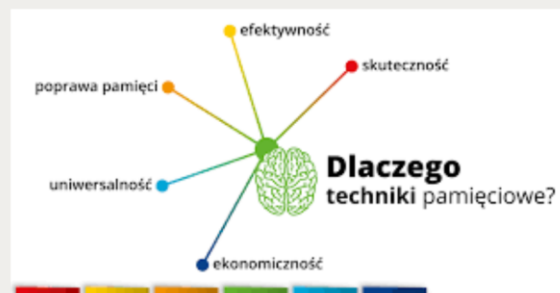 efektywność
skuteczność
poprawa pamięci
Dlaczego
techniki pamięciowe?
uniwersalność
ekonomiczność